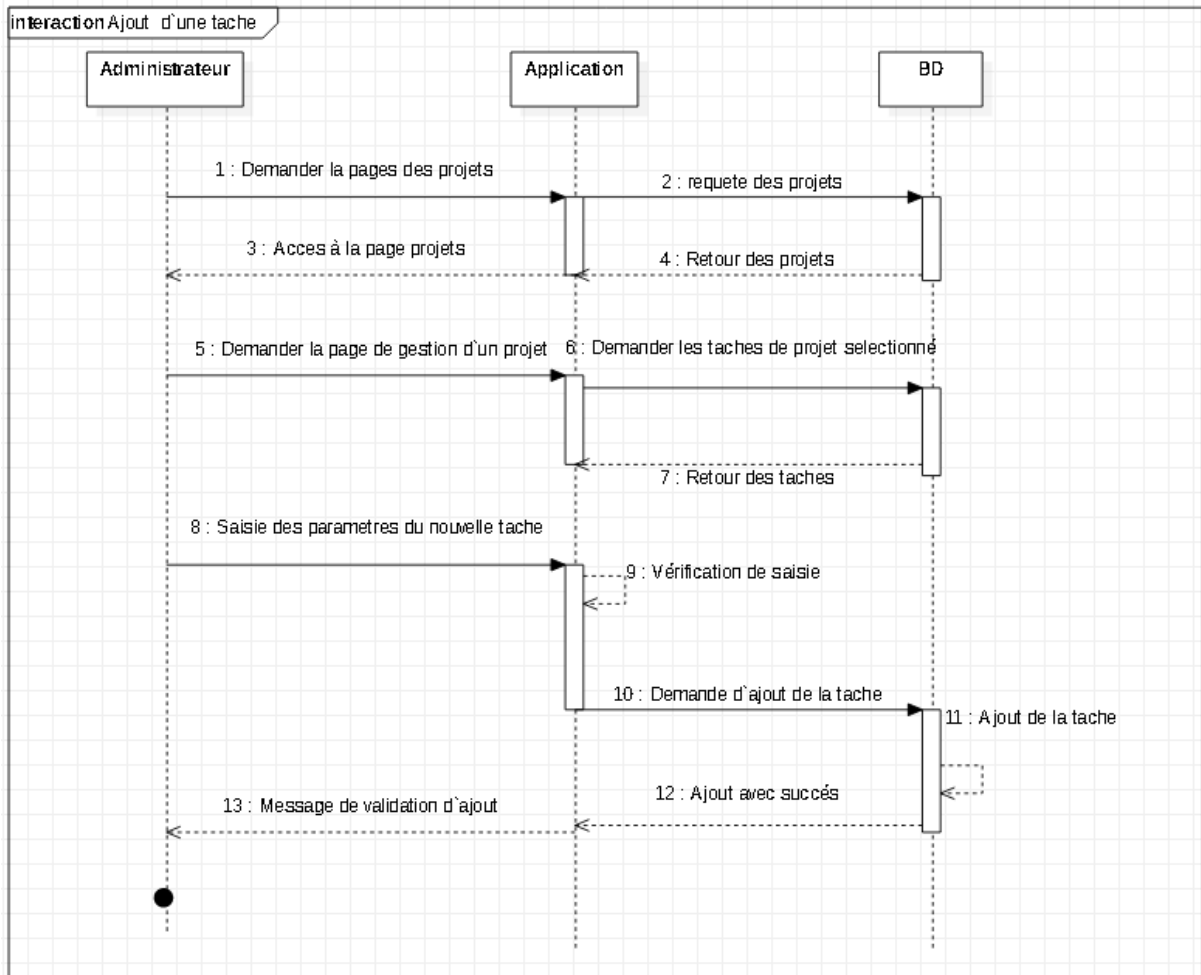 interaction Ajout d`une tache
Administrateur
Application
BD
1 : Demander la pages des projets
2 : requete des projets
3 : Acces à la page projets
4 : Retour des projets
5 : Demander la page de gestion d`un projet
6 : Demander les taches de projet selectionné
7 : Retour des taches
8 : Saisie des parametres du nouvelle tache
9 : Vérification de saisie
10 : Demande d`ajout de la tache
11 : Ajout de la tache
12 : Ajout avec succés
13 : Message de validation d`ajout